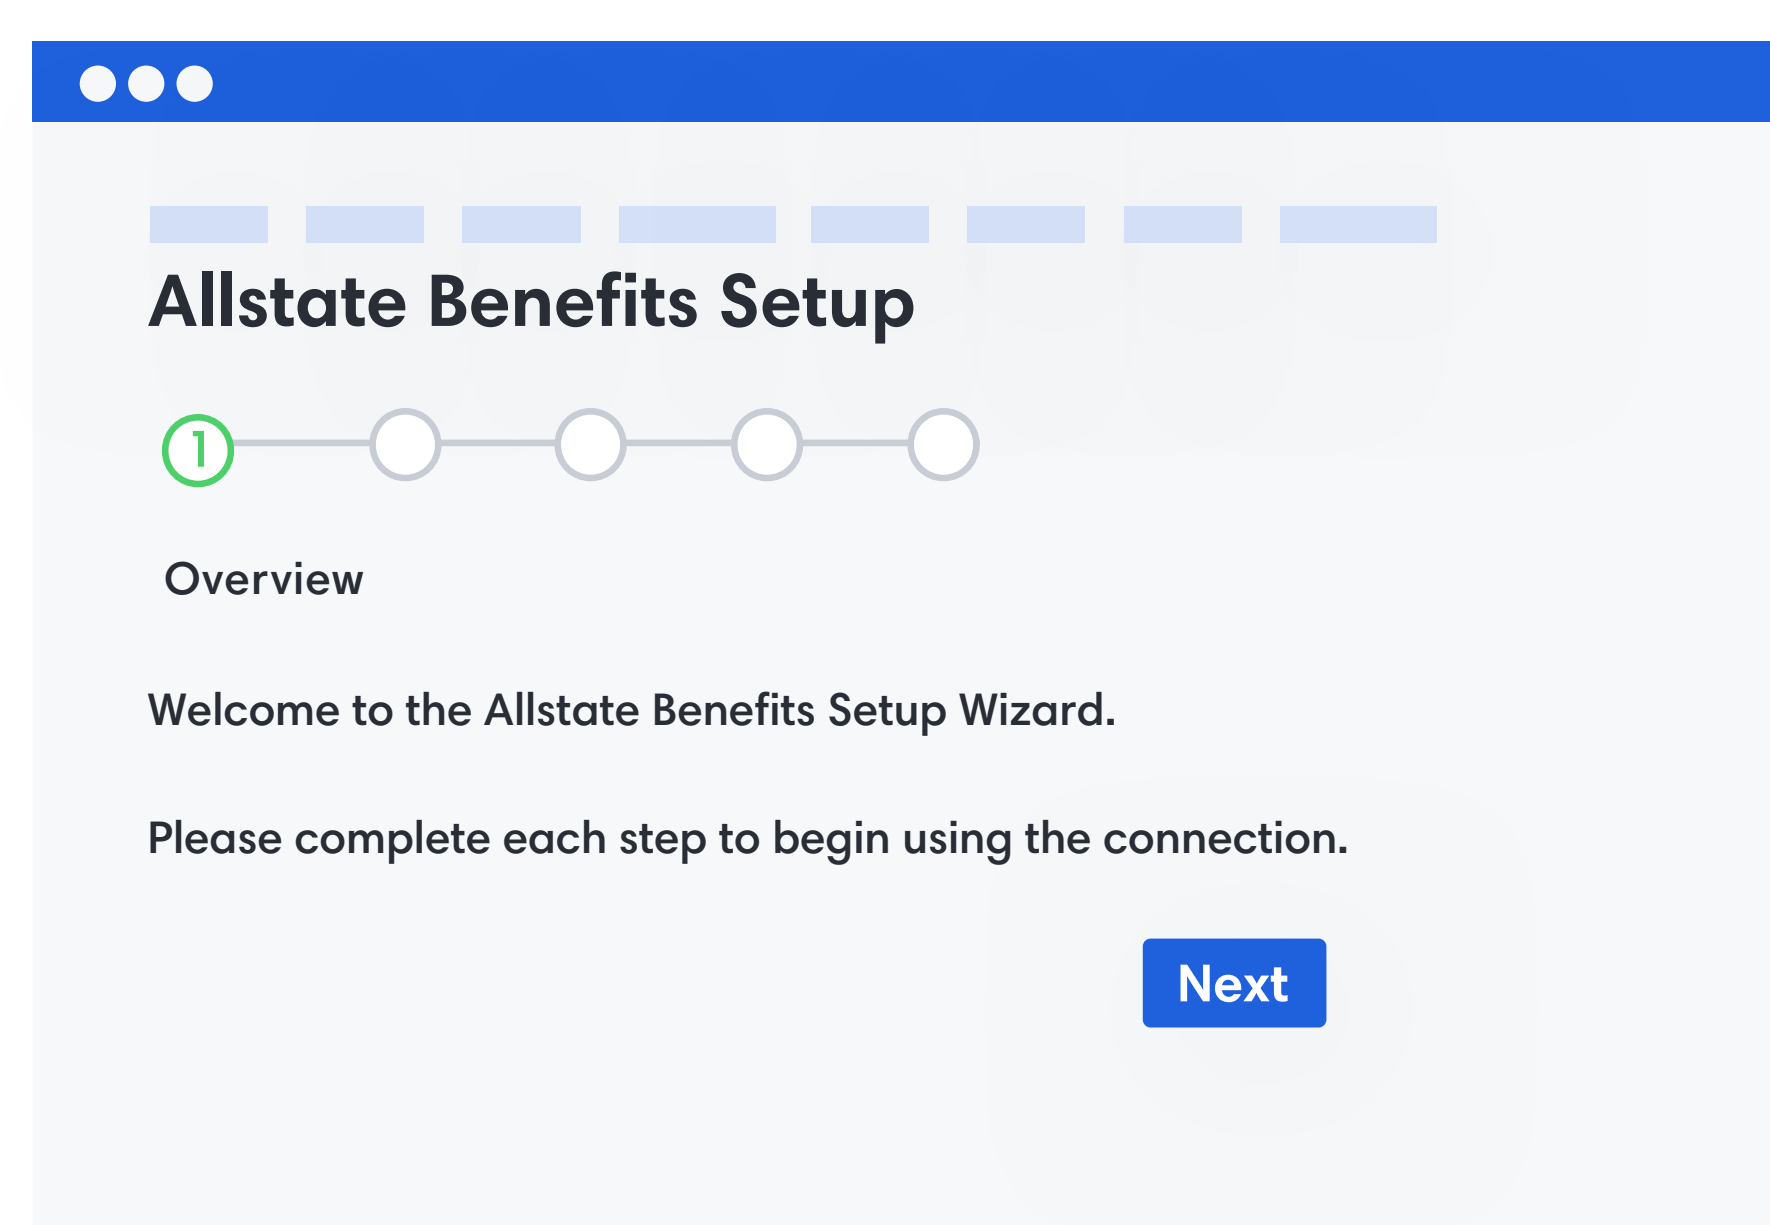 Allstate Benefits Setup
1
Overview
Welcome to the Allstate Benefits Setup Wizard.
Please complete each step to begin using the connection.
Next